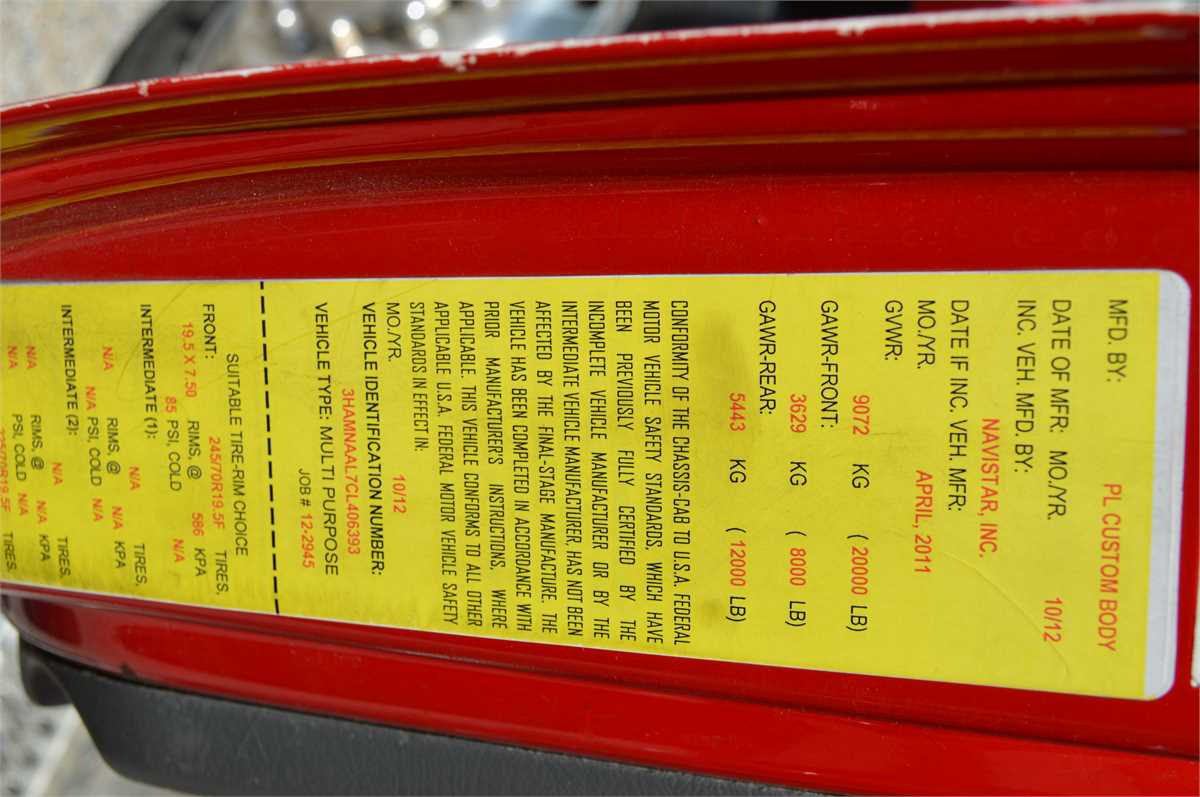 MFD. BY: PL CUSTOM BODY
DATE OF MFR: MO./YR. 10/12
INC. VEH. MFD. BY:
NAVISTAR, INC.
DATE IF INC. VEH. MFR:
MO./YR. APRIL, 2011
GVWR:
9072 KG ( 20000 LB)
GAWR-FRONT:
3629 KG ( 8000 LB)
GAWR-REAR:
5443 KG ( 12000 LB)
CONFORMITY OF THE CHASSIS-CAB TO U.S.A. FEDERAL
MOTOR VEHICLE SAFETY STANDARDS, WHICH HAVE
BEEN PREVIOUSLY FULLY CERTIFIED BY THE
INCOMPLETE VEHICLE MANUFACTURER OR BY THE
INTERMEDIATE VEHICLE MANUFACTURER, HAS NOT BEEN
AFFECTED BY THE FINAL-STAGE MANUFACTURE. THE
VEHICLE HAS BEEN COMPLETED IN ACCORDANCE WITH
PRIOR MANUFACTURER'S INSTRUCTIONS, WHERE
APPLICABLE. THIS VEHICLE CONFORMS TO ALL OTHER
APPLICABLE U.S.A. FEDERAL MOTOR VEHICLE SAFETY
STANDARDS IN EFFECT IN:
MO./YR. 10/12
VEHICLE IDENTIFICATION NUMBER:
3HAMNAAL7CL406393
VEHICLE TYPE: MULTI PURPOSE
JOB # 12-2945
SUITABLE TIRE-RIM CHOICE
FRONT: 245/70R19.5F TIRES,
19.5 X 7.50 RIMS, @ 586 KPA
85 PSI, COLD N/A
INTERMEDIATE (1): N/A TIRES,
N/A RIMS, @ N/A KPA
N/A PSI, COLD N/A
INTERMEDIATE (2): N/A TIRES,
N/A RIMS, @ N/A KPA
N/A PSI, COLD N/A
225/70R19.5F TIRES,